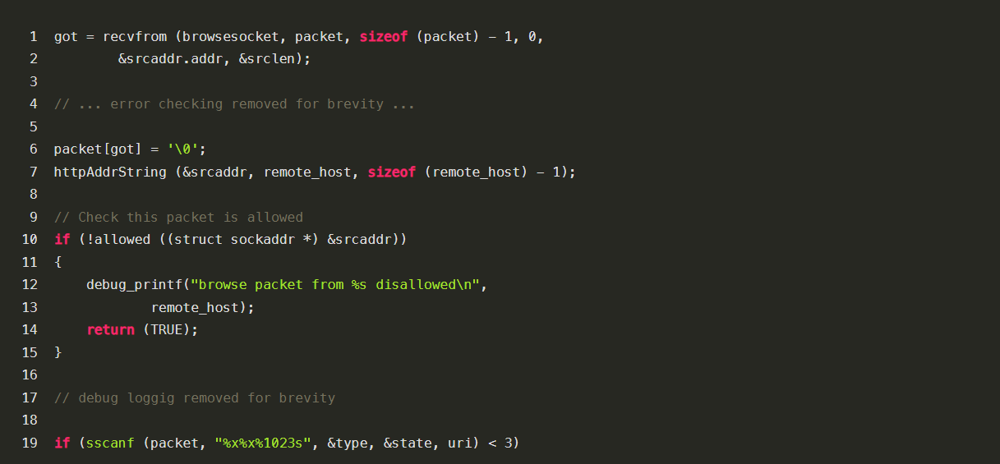 1 got = recvfrom (browsesocket, packet, sizeof (packet) – 1, 0,
2 &srcaddr.addr, &srclen);
3
4 // ... error checking removed for brevity ...
5
6 packet[got] = '\0';
7 httpAddrString (&srcaddr, remote_host, sizeof (remote_host) – 1);
8
9 // Check this packet is allowed
10 if (!allowed ((struct sockaddr *) &srcaddr))
11 {
12 debug_printf("browse packet from %s disallowed\n",
13 remote_host);
14 return (TRUE);
15 }
16
17 // debug loggig removed for brevity
18
19 if (sscanf (packet, "%x%x%1023s", &type, &state, uri) < 3)